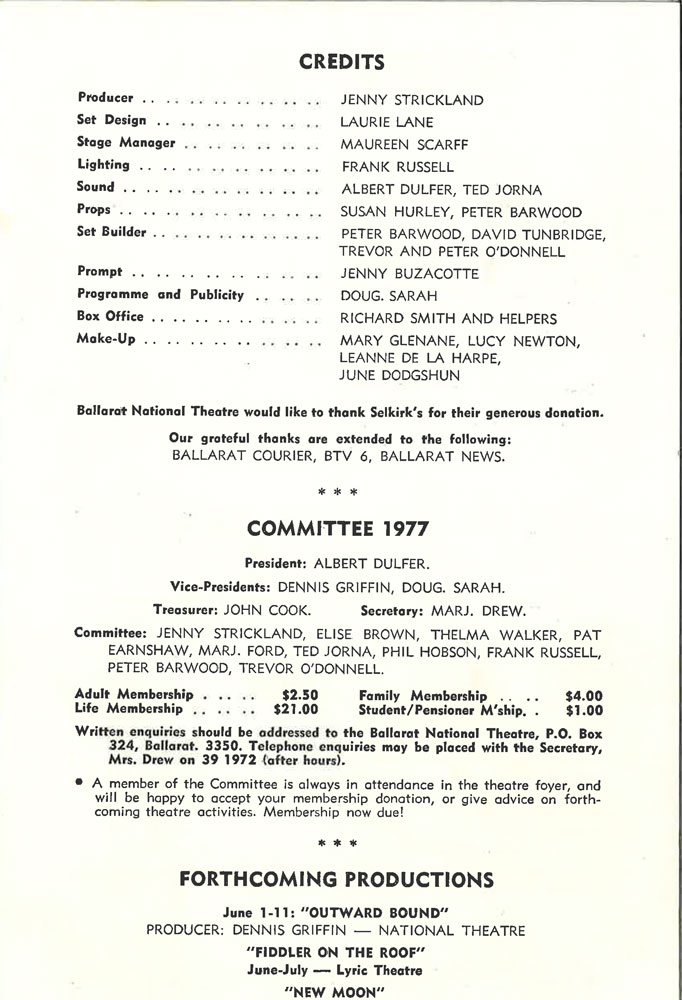 CREDITS
Producer .. .. .. .. .. .. .. JENNY STRICKLAND
Set Design .. .. .. .. .. .. .. LAURIE LANE
Stage Manager .. .. .. .. .. .. MAUREEN SCARFF
Lighting .. .. .. .. .. .. .. .. FRANK RUSSELL
Sound .. .. .. .. .. .. .. .. ALBERT DULFER, TED JORNA
Props .. .. .. .. .. .. .. .. SUSAN HURLEY, PETER BARWOOD
Set Builder .. .. .. .. .. .. .. PETER BARWOOD, DAVID TUNBRIDGE,
TREVOR AND PETER O'DONNELL
Prompt .. .. .. .. .. .. .. .. JENNY BUZACOTTE
Programme and Publicity .. .. .. DOUG. SARAH
Box Office .. .. .. .. .. .. .. RICHARD SMITH AND HELPERS
Make-Up .. .. .. .. .. .. .. .. MARY GLENANE, LUCY NEWTON,
LEANNE DE LA HARPE,
JUNE DODGSHUN
Ballarat National Theatre would like to thank Selkirk's for their generous donation.
Our grateful thanks are extended to the following:
BALLARAT COURIER, BTV 6, BALLARAT NEWS.
* * *
COMMITTEE 1977
President: ALBERT DULFER.
Vice-Presidents: DENNIS GRIFFIN, DOUG. SARAH.
Treasurer: JOHN COOK. Secretary: MARJ. DREW.
Committee: JENNY STRICKLAND, ELISE BROWN, THELMA WALKER, PAT
EARNSHAW, MARJ. FORD, TED JORNA, PHIL HOBSON, FRANK RUSSELL,
PETER BARWOOD, TREVOR O'DONNELL.
Adult Membership . . . . $2.50 Family Membership .. .. $4.00
Life Membership .. .. .. $21.00 Student/Pensioner M'ship. . $1.00
Written enquiries should be addressed to the Ballarat National Theatre, P.O. Box
324, Ballarat. 3350. Telephone enquiries may be placed with the Secretary,
Mrs. Drew on 39 1972 (after hours).
• A member of the Committee is always in attendance in the theatre foyer, and
will be happy to accept your membership donation, or give advice on forth-
coming theatre activities. Membership now due!
* * *
FORTHCOMING PRODUCTIONS
June 1-11: "OUTWARD BOUND"
PRODUCER: DENNIS GRIFFIN — NATIONAL THEATRE
"FIDDLER ON THE ROOF"
June-July — Lyric Theatre
"NEW MOON"